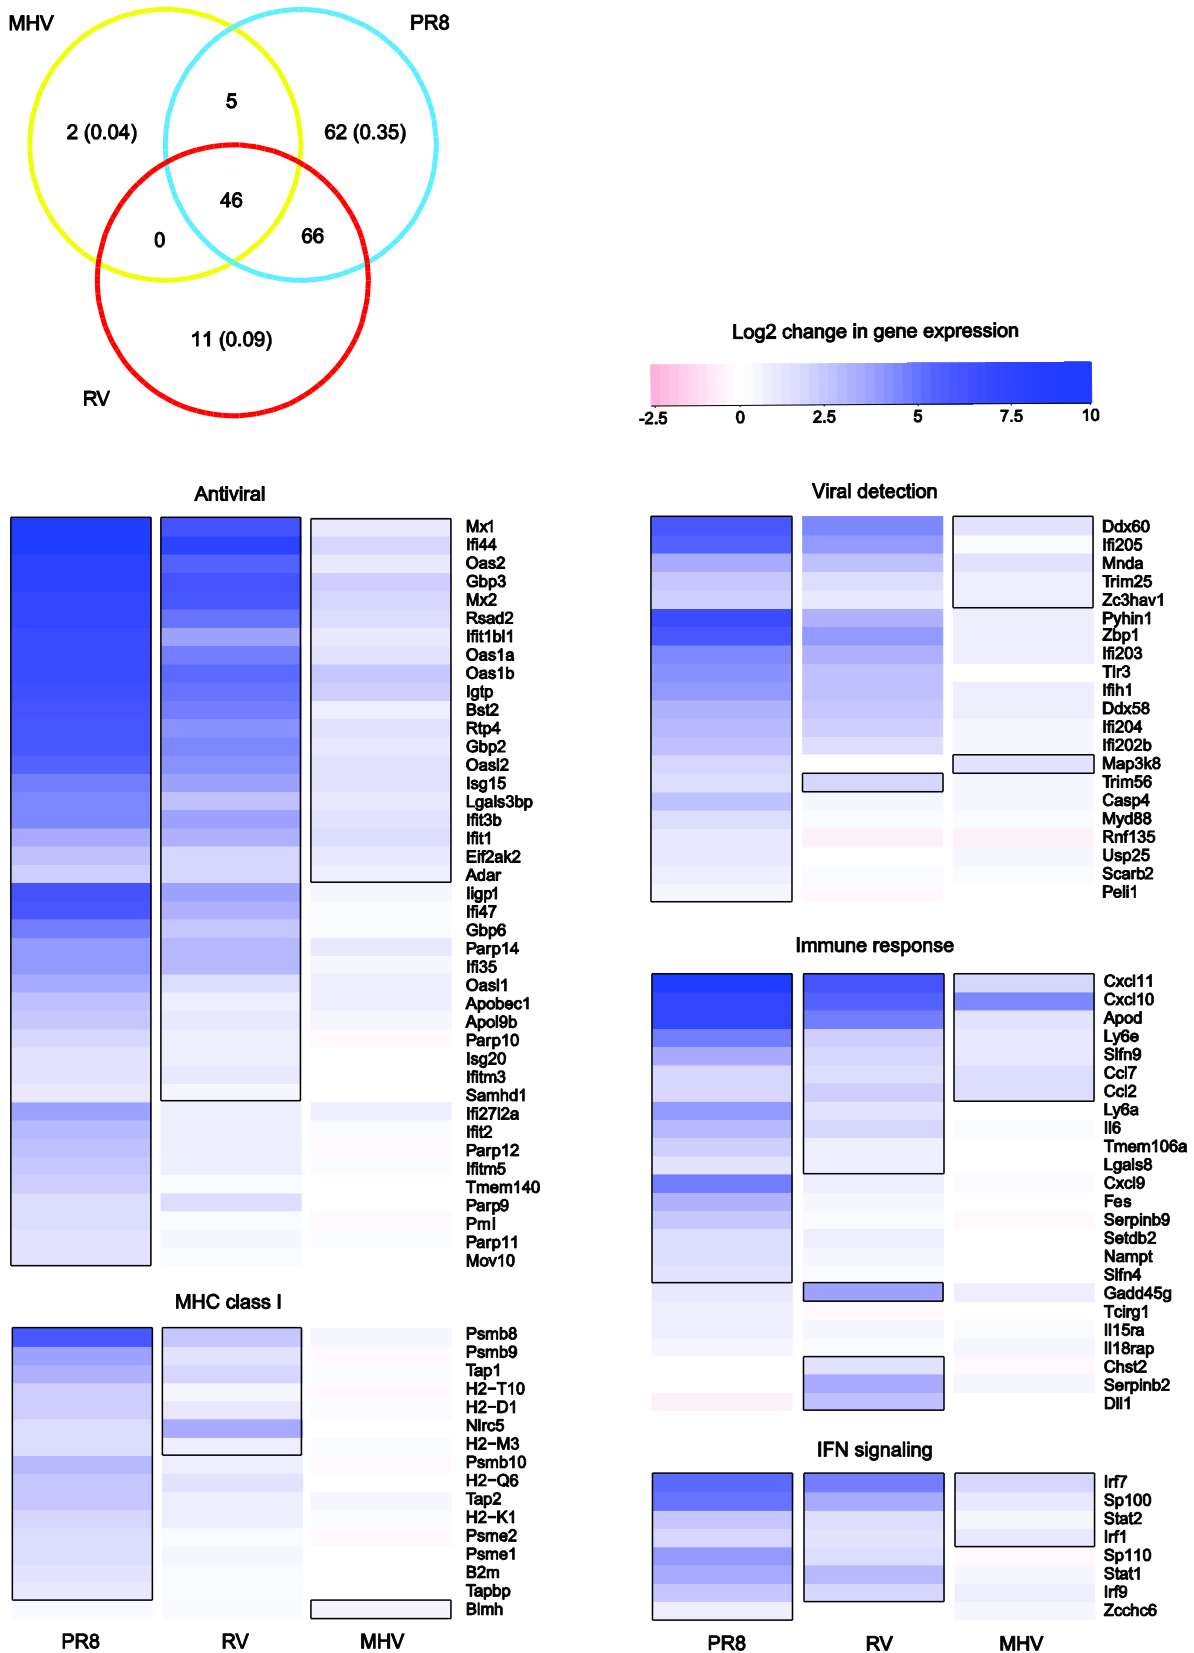 MHV
PR8
5
2 (0.04)
62 (0.35)
46
0
66
11 (0.09)
RV
Log2 change in gene expression
-2.5 0 2.5 5 7.5 10
Antiviral
Mx1
Ifi44
Oas2
Gbp3
Mx2
Rsad2
Ifit1bl1
Oas1a
Oas1b
Igtp
Bst2
Rtp4
Gbp2
Oasl2
Isg15
Lgals3bp
Ifit3b
Ifit1
Eif2ak2
Adar
Iigp1
Ifi47
Gbp6
Parp14
Ifi35
Oasl1
Apobec1
Apol9b
Parp10
Isg20
Ifitm3
Samhd1
Ifi27l2a
Ifit2
Parp12
Ifitm5
Tmem140
Parp9
Pml
Parp11
Mov10
MHC class I
Psmb8
Psmb9
Tap1
H2−T10
H2−D1
Nlrc5
H2−M3
Psmb10
H2−Q6
Tap2
H2−K1
Psme2
Psme1
B2m
Tapbp
Blmh
PR8 RV MHV
Viral detection
Ddx60
Ifi205
Mnda
Trim25
Zc3hav1
Pyhin1
Zbp1
Ifi203
Tlr3
Ifih1
Ddx58
Ifi204
Ifi202b
Map3k8
Trim56
Casp4
Myd88
Rnf135
Usp25
Scarb2
Peli1
Immune response
Cxcl11
Cxcl10
Apod
Ly6e
Slfn9
Ccl7
Ccl2
Ly6a
Il6
Tmem106a
Lgals8
Cxcl9
Fes
Serpinb9
Setdb2
Nampt
Slfn4
Gadd45g
Tcirg1
Il15ra
Il18rap
Chst2
Serpinb2
Dll1
IFN signaling
Irf7
Sp100
Stat2
Irf1
Sp110
Stat1
Irf9
Zcchc6
PR8 RV MHV